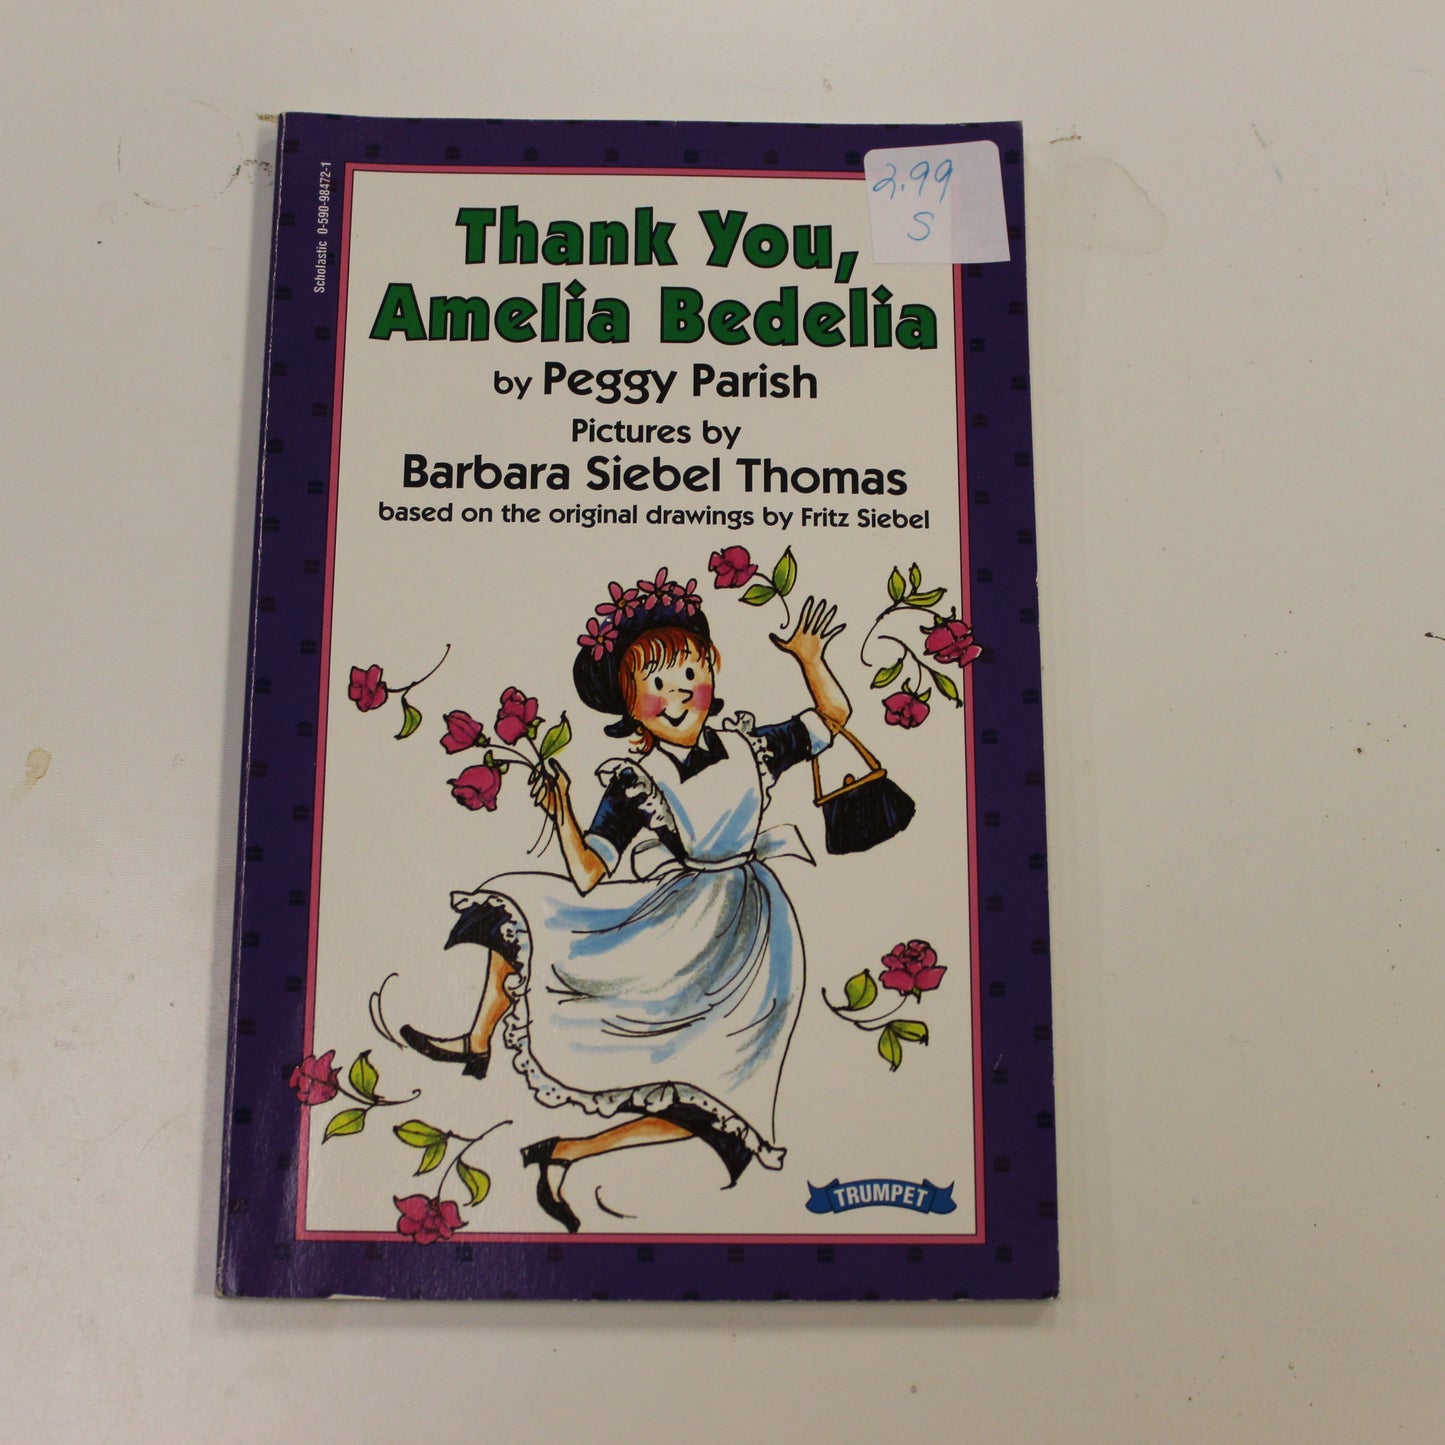 Scholastic 0-590-98472-1
2.99
S
Thank You,
Amelia Bedelia
by Peggy Parish
Pictures by
Barbara Siebel Thomas
based on the original drawings by Fritz Siebel
TRUMPET